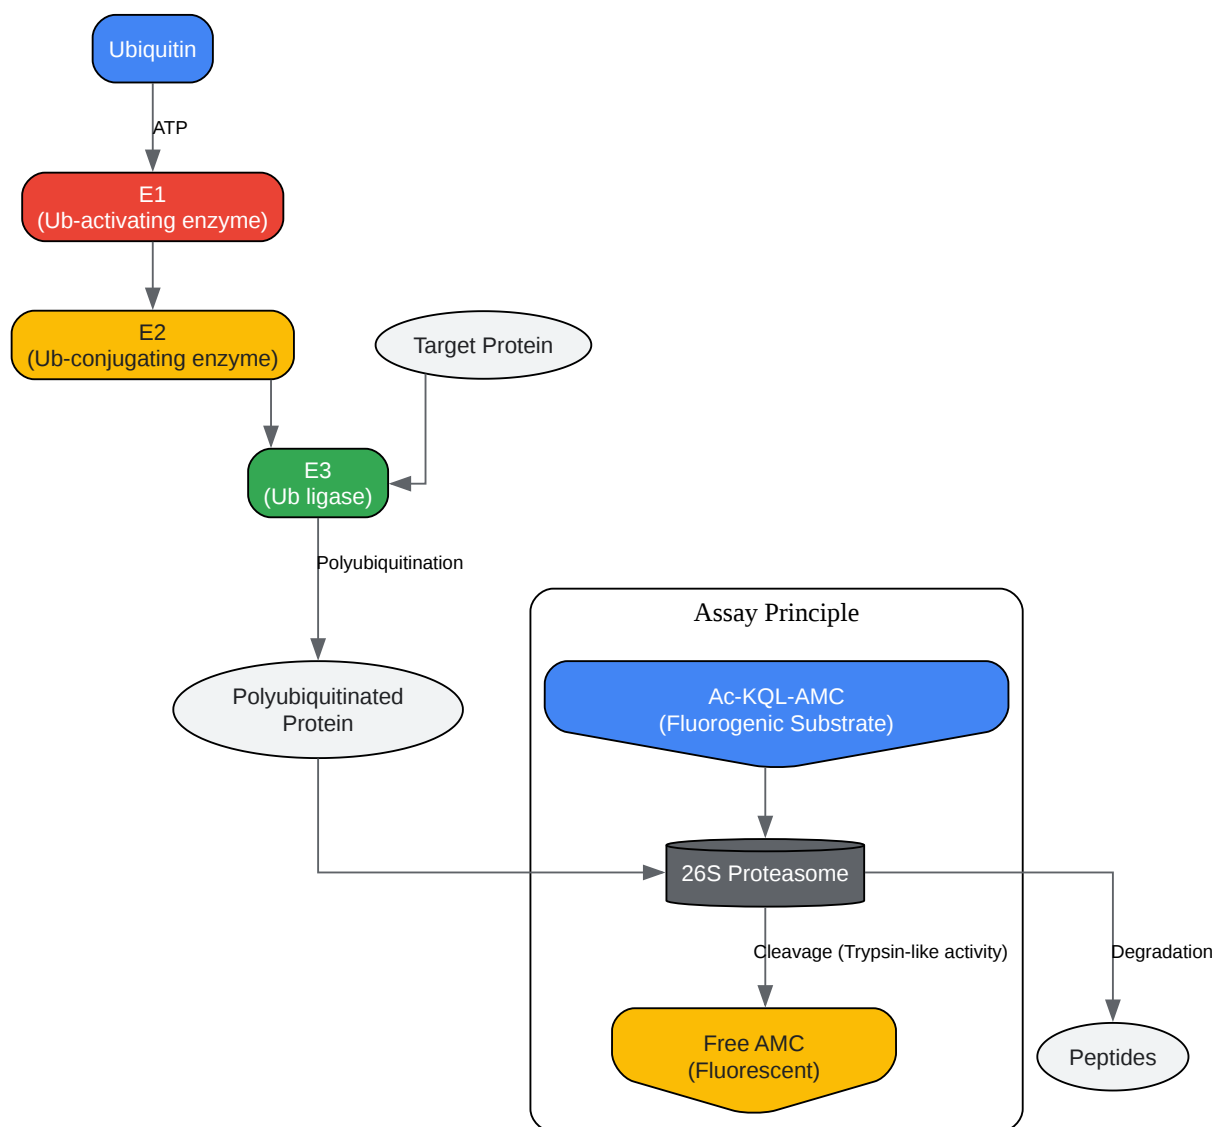 Ubiquitin
ATP
E1
(Ub-activating enzyme)
E2
(Ub-conjugating enzyme)
Target Protein
E3
(Ub ligase)
Polyubiquitination
Assay Principle
Polyubiquitinated
Protein
Ac-KQL-AMC
(Fluorogenic Substrate)
26S Proteasome
Cleavage (Trypsin-like activity)
Degradation
Free AMC
(Fluorescent)
Peptides